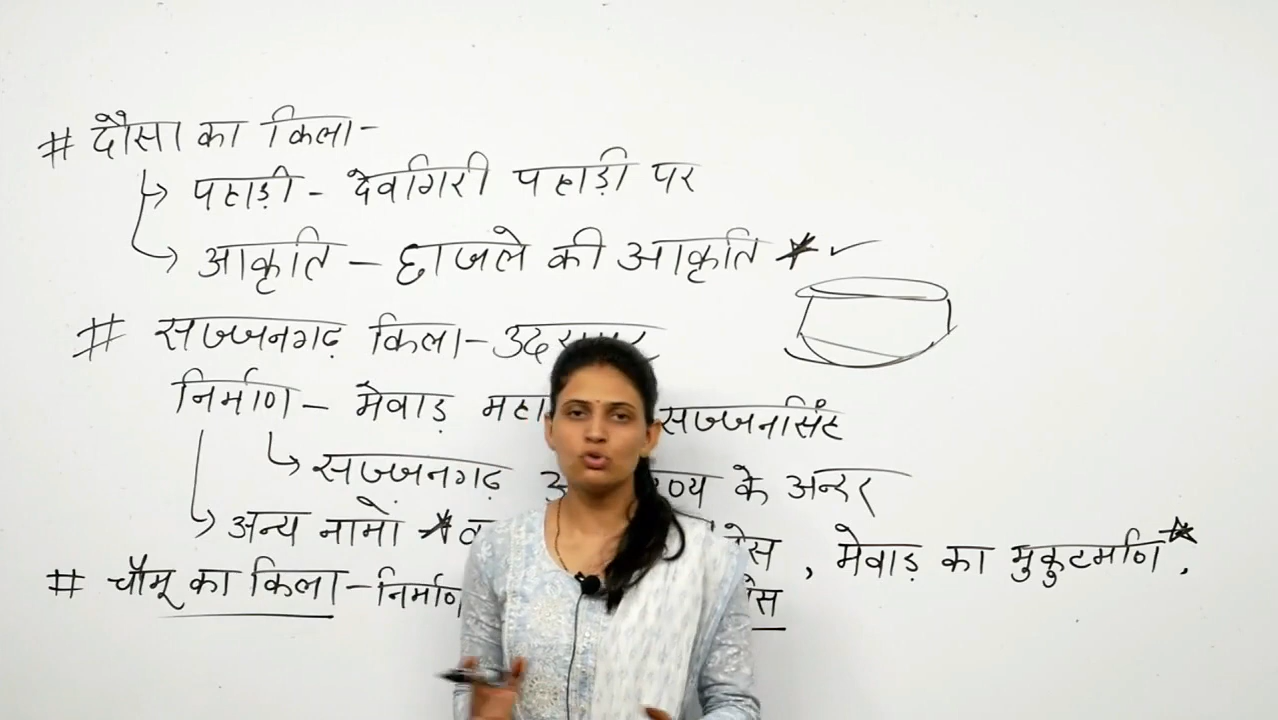 # दौसा का किला-
↳ पहाड़ी - देवगिरी पहाड़ी पर
↳ आकृति - छाजले की आकृति ★ ✓
# सज्जनगढ़ किला-
निर्माण - मेवाड़ सज्जनसिंह
↳ सज्जनगढ़ के अन्दर
↳ अन्य नामो ★ , मेवाड़ का मुकुटमणि ★ ,
# चौमू का किला - निर्माण